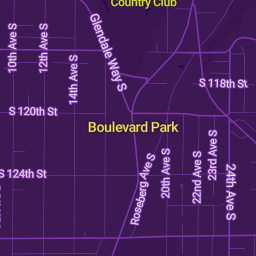 Country Club
Glendale Way S
10th Ave S
12th Ave S
14th Ave S
S 118th St
S 120th St
Boulevard Park
S 124th St
Roseberg Ave S
20th Ave S
22nd Ave S
23rd Ave S
24th Ave S